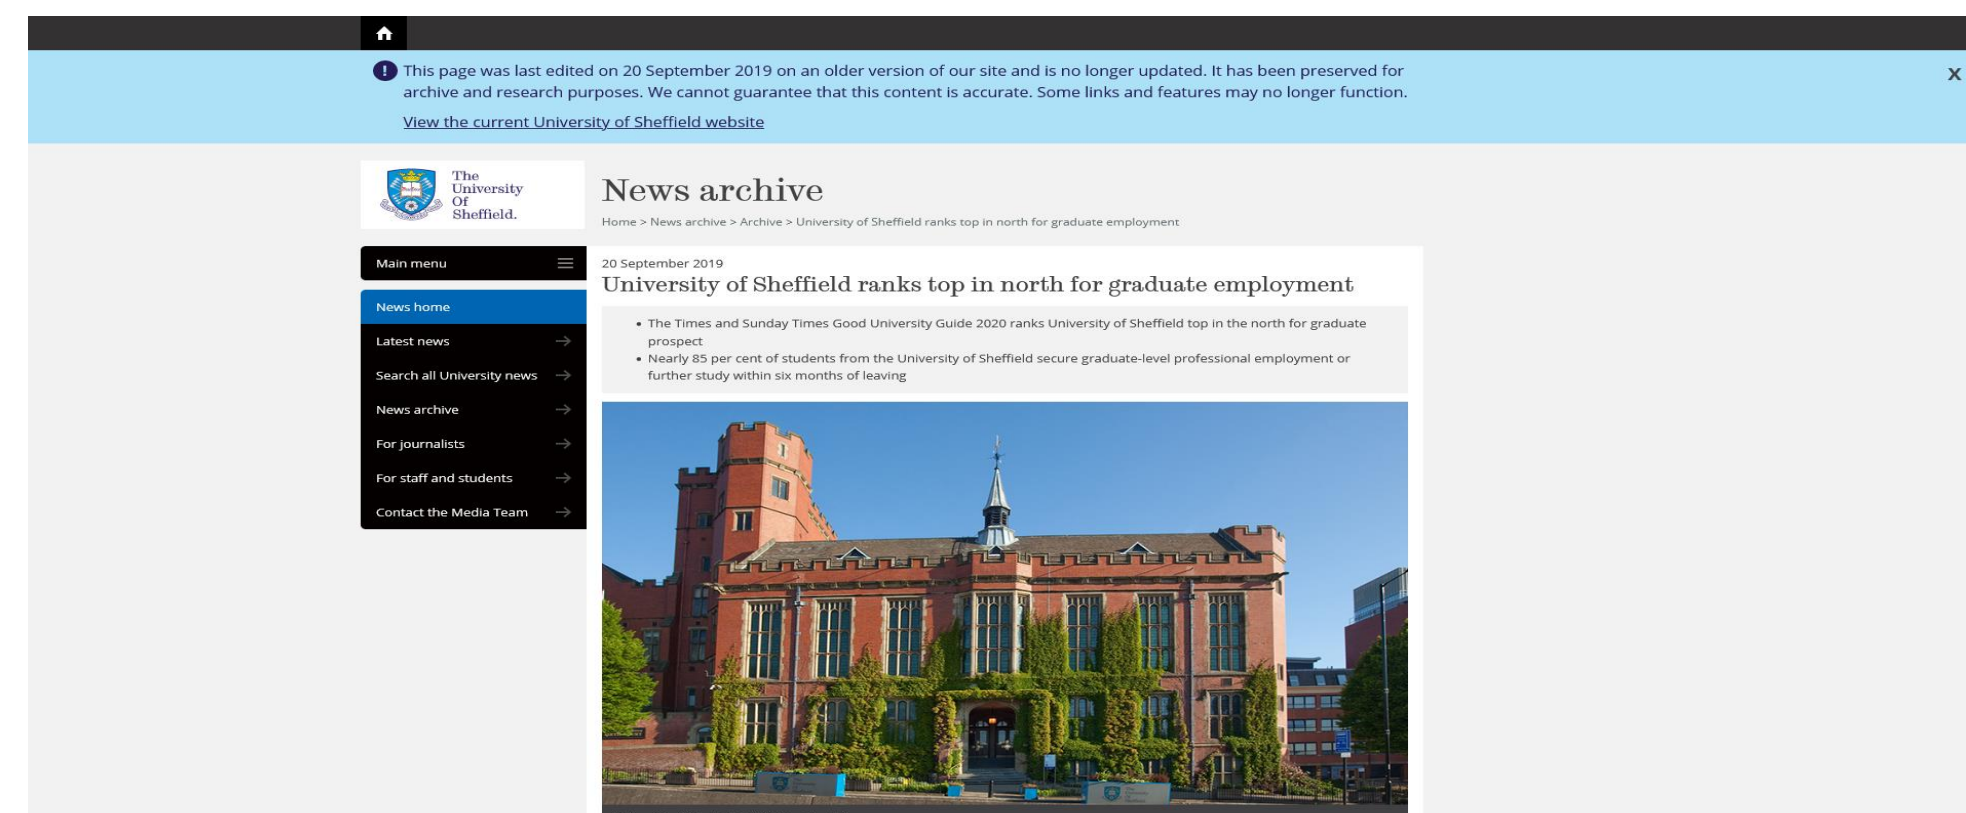 This page was last edited on 20 September 2019 on an older version of our site and is no longer updated. It has been preserved for
archive and research purposes. We cannot guarantee that this content is accurate. Some links and features may no longer function.
X
View the current University of Sheffield website
The
University
Of
Sheffield.
News archive
Home > News archive > Archive > University of Sheffield ranks top in north for graduate employment
Main menu
News home
Latest news
Search all University news
News archive
For journalists
For staff and students
Contact the Media Team
20 September 2019
University of Sheffield ranks top in north for graduate employment
• The Times and Sunday Times Good University Guide 2020 ranks University of Sheffield top in the north for graduate
prospect
• Nearly 85 per cent of students from the University of Sheffield secure graduate-level professional employment or
further study within six months of leaving